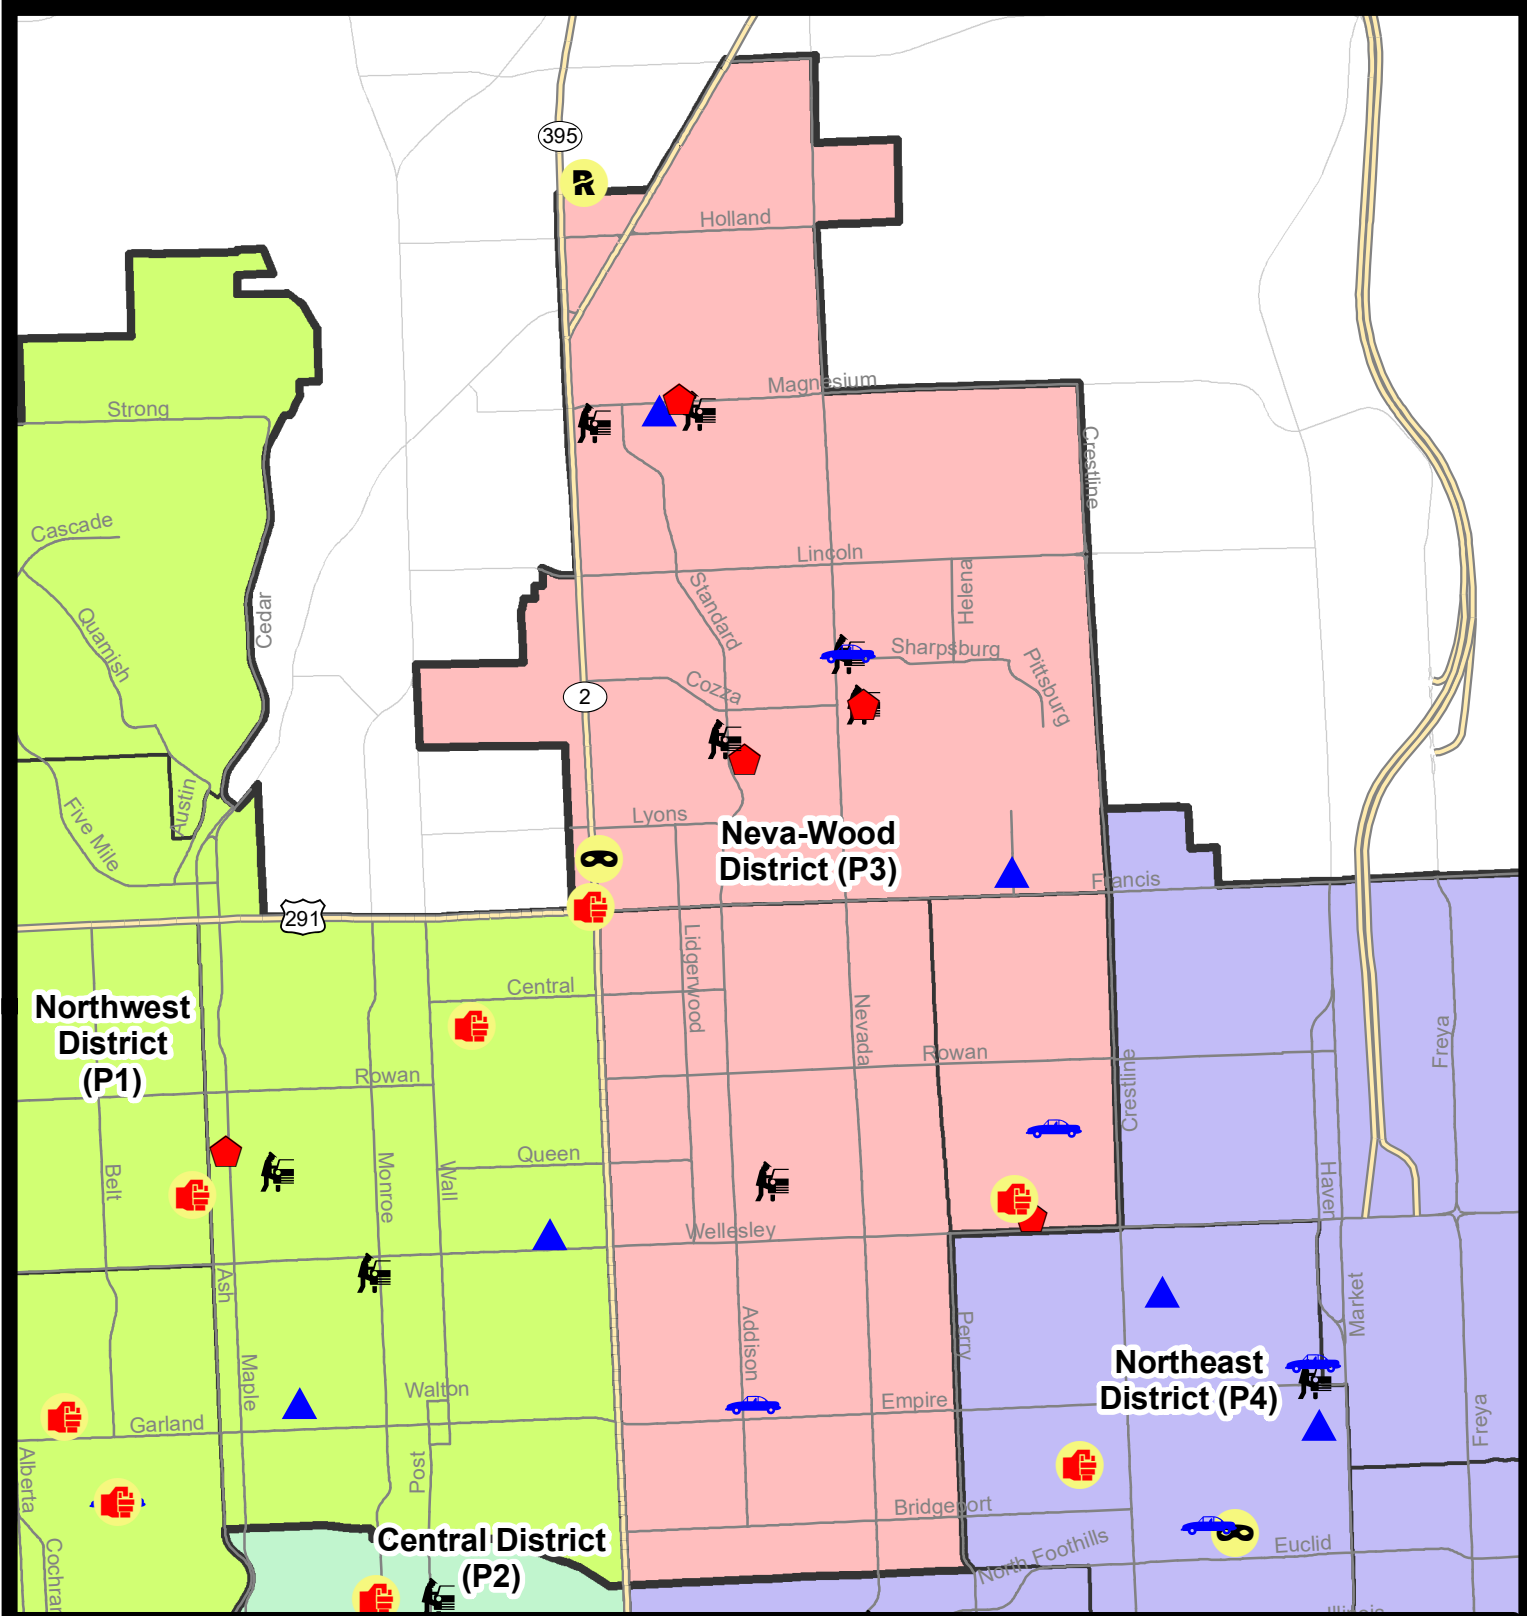 395
R
Holland
Magnesium
Strong
Crestline
Cascade
Lincoln
Helena
Standard
Cedar
Quamish
Sharpsburg
Pittsburg
Cozza
2
Five Mile
Austin
Lyons
Neva-Wood
District (P3)
Francis
291
Lidgerwood
Central
Northwest
District
(P1)
Nevada
Freya
Rowan
Rowan
Crestline
Queen
Belt
Monroe
Wall
Haven
Wellesley
Ash
Addison
Perry
Market
Northeast
District (P4)
Maple
Walton
Empire
Garland
Freya
Alberta
Post
Bridgeport
Central District
(P2)
Euclid
North Foothills
Cochran
Illinois